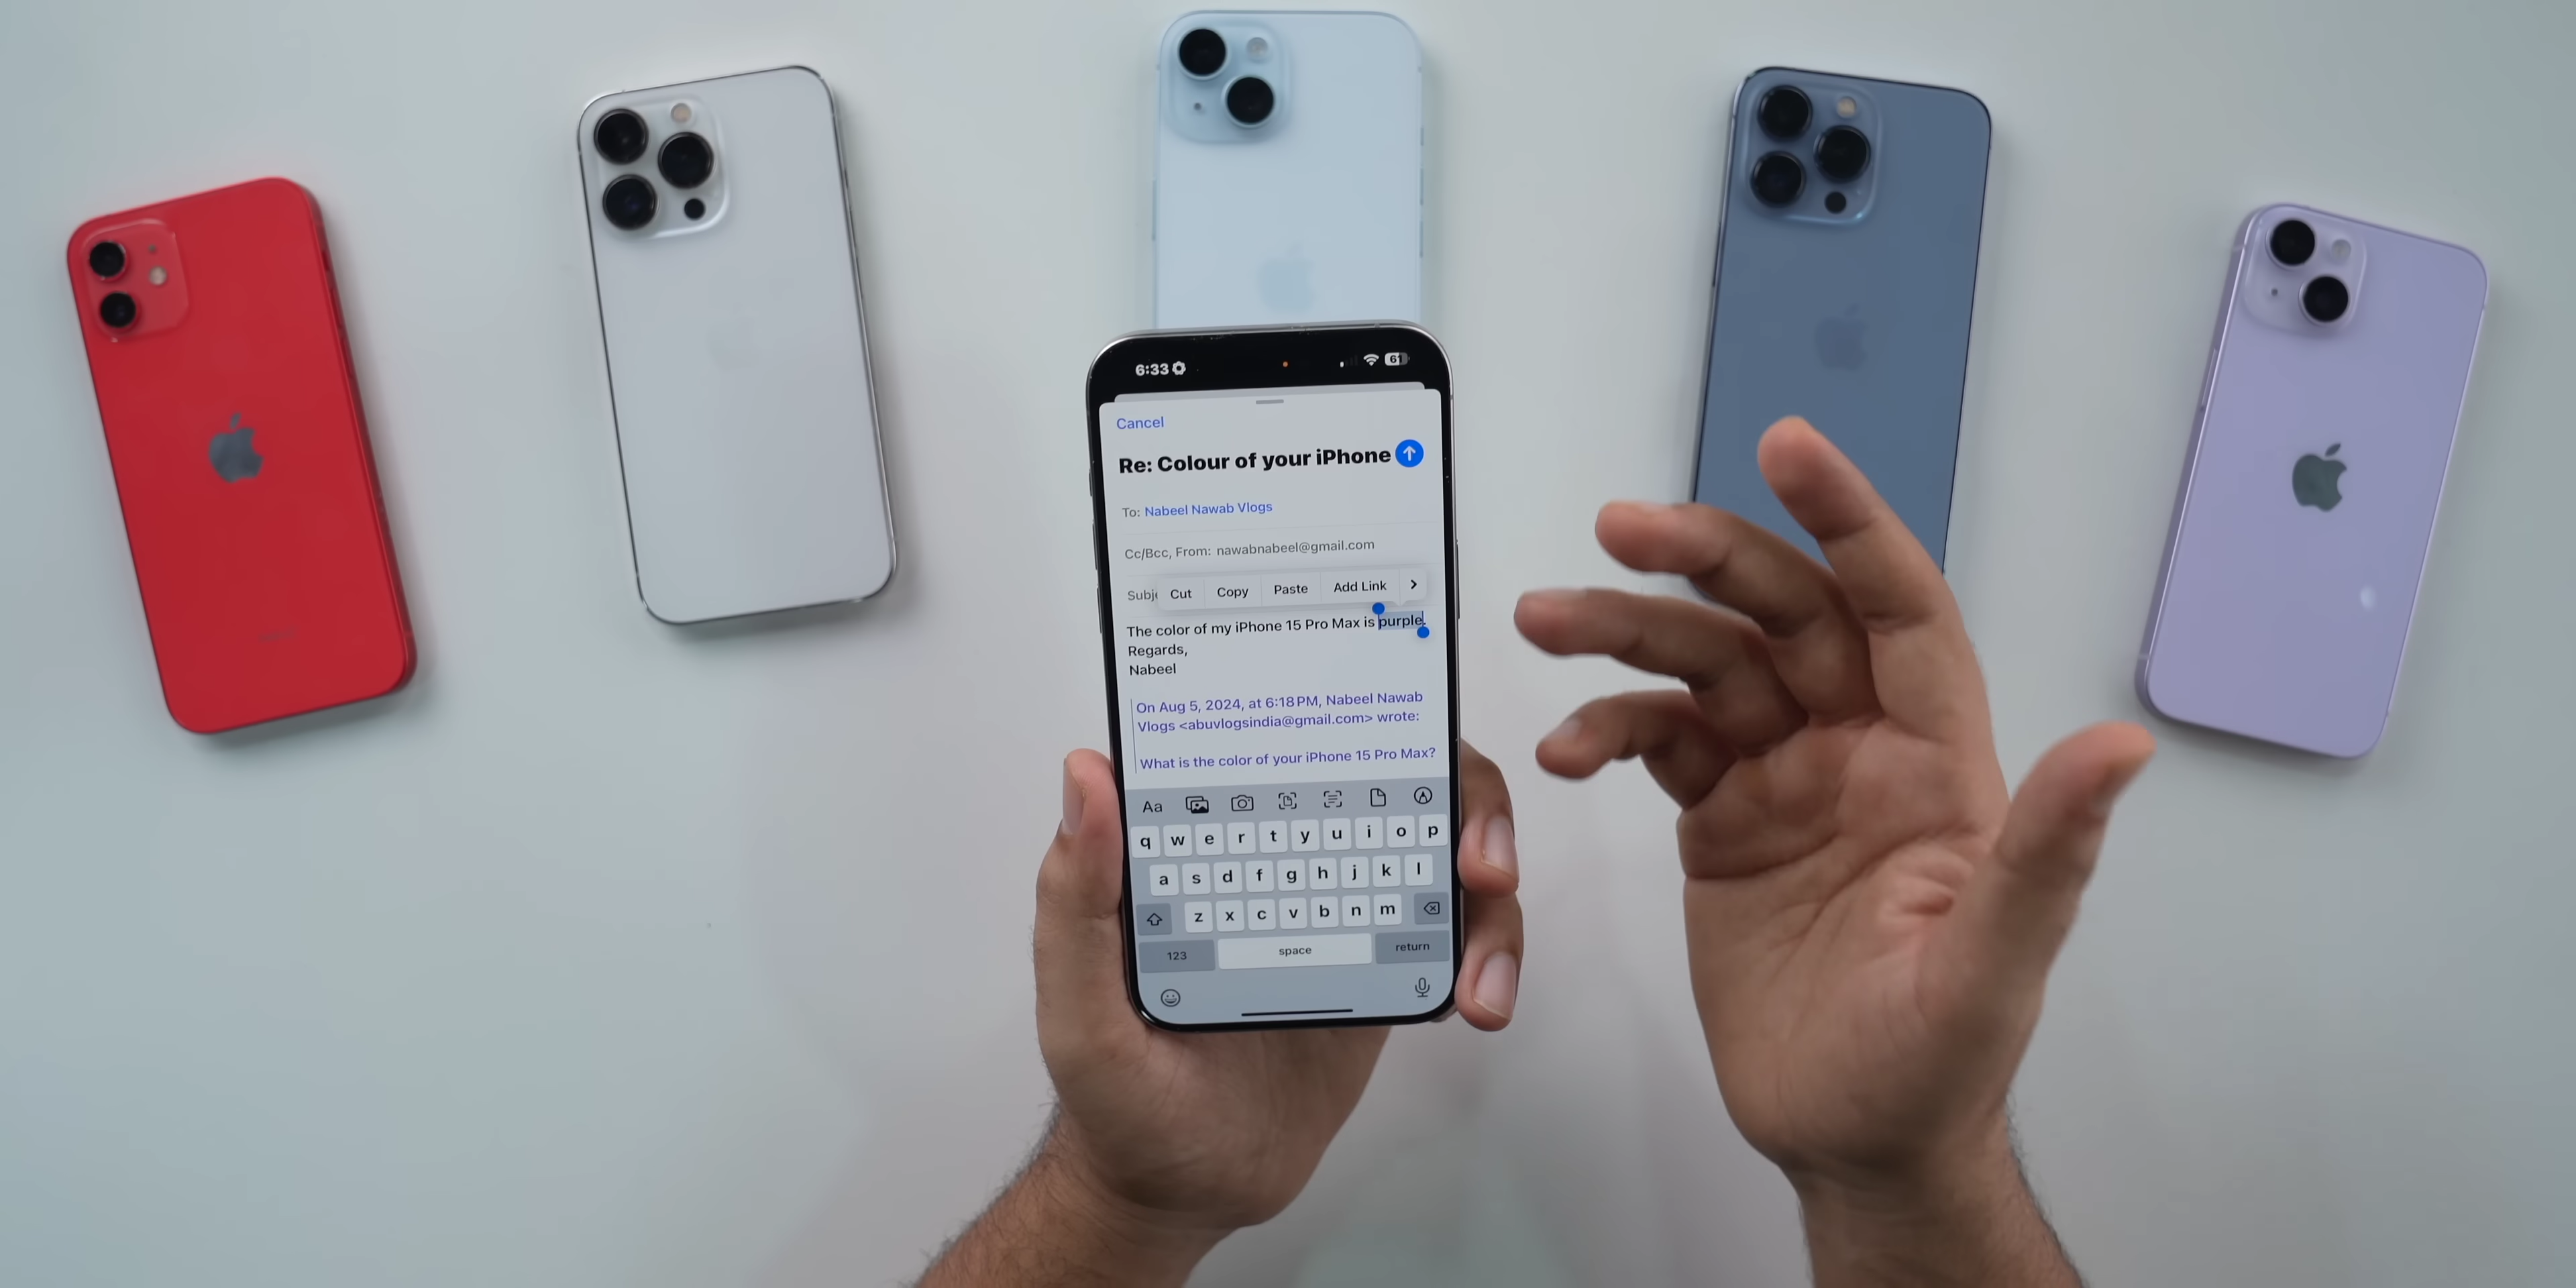 6:33
61
Cancel
Re: Colour of your iPhone
To: Nabeel Nawab Vlogs
Cc/Bcc, From: nawabnabeel@gmail.com
Subje
Cut Copy Paste Add Link
The color of my iPhone 15 Pro Max is purple.
Regards,
Nabeel
On Aug 5, 2024, at 6:18 PM, Nabeel Nawab
Vlogs <abuvlogsindia@gmail.com> wrote:
What is the color of your iPhone 15 Pro Max?
Aa
q w e r t y u i o p
a s d f g h j k l
z x c v b n m
123 space return